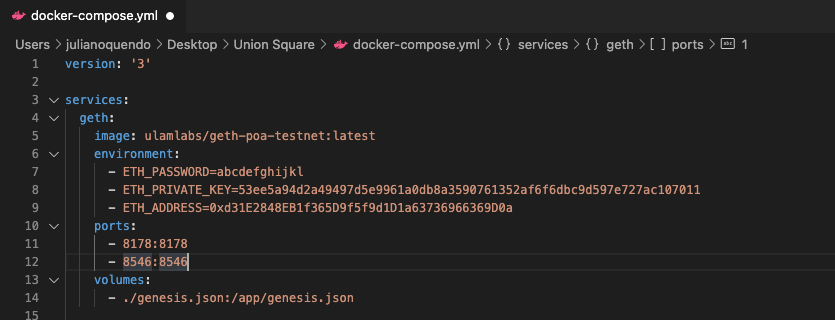 docker-compose.yml
Users > julianoquendo > Desktop > Union Square > docker-compose.yml > {} services > {} geth > [ ] ports > abc 1
1 version: '3'
2
3 services:
4 geth:
5 image: ulamlabs/geth-poa-testnet:latest
6 environment:
7 - ETH_PASSWORD=abcdefghijkl
8 - ETH_PRIVATE_KEY=53ee5a94d2a49497d5e9961a0db8a3590761352af6f6dbc9d597e727ac107011
9 - ETH_ADDRESS=0xd31E2848EB1f365D9f5f9d1D1a63736966369D0a
10 ports:
11 - 8178:8178
12 - 8546:8546
13 volumes:
14 - ./genesis.json:/app/genesis.json
15